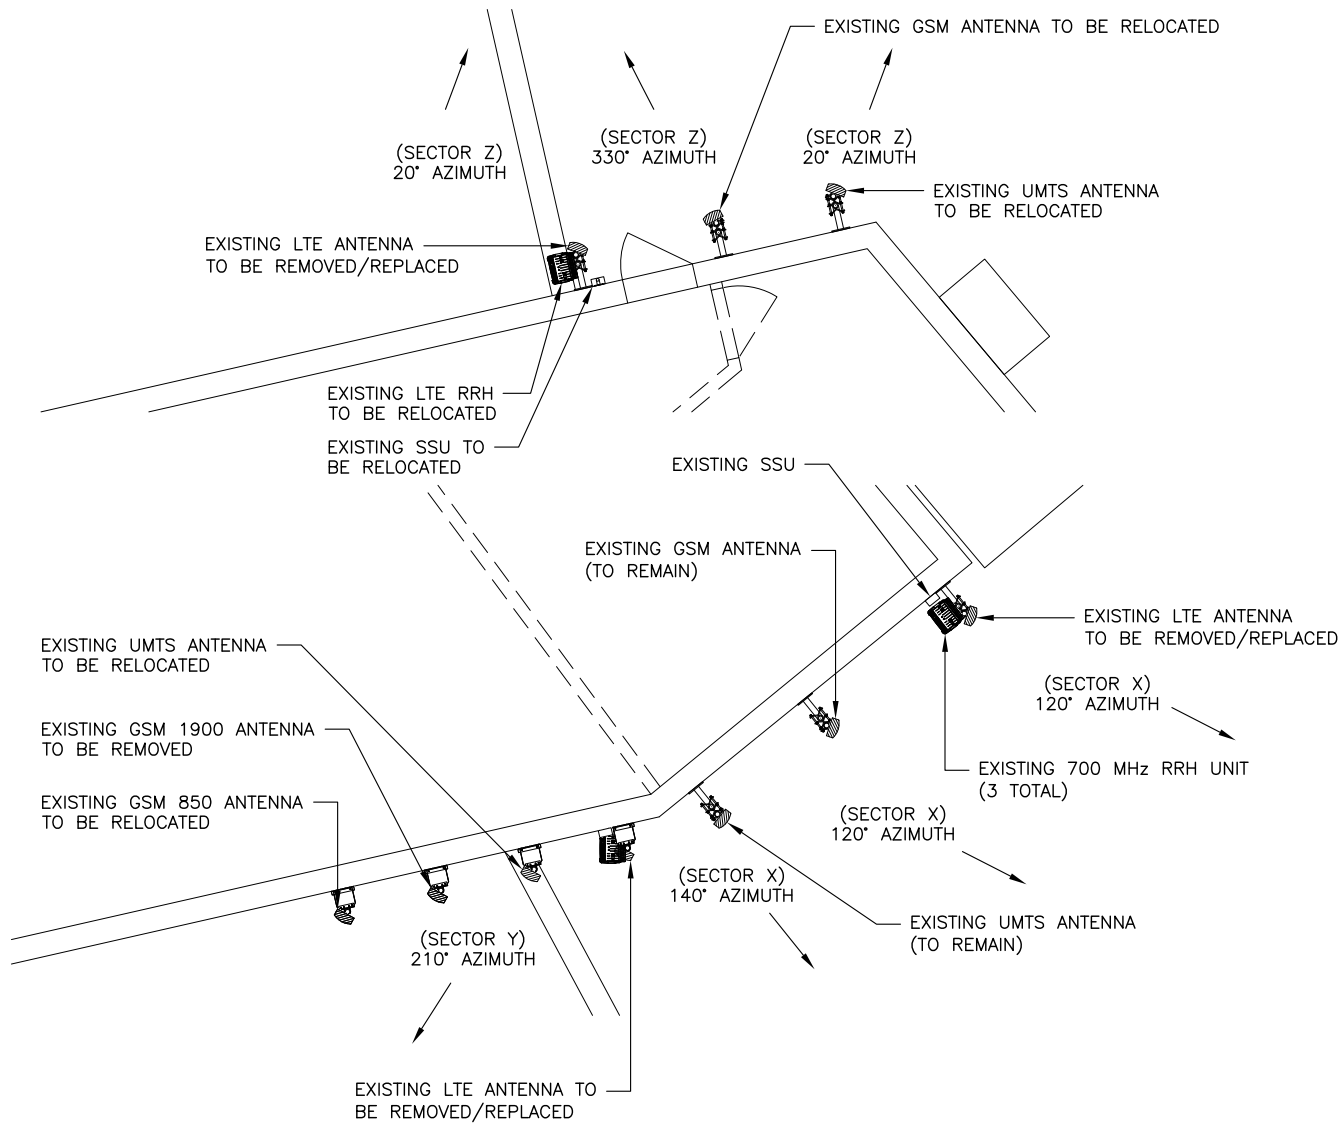 EXISTING GSM ANTENNA TO BE RELOCATED
(SECTOR Z)
20° AZIMUTH
(SECTOR Z)
330° AZIMUTH
(SECTOR Z)
20° AZIMUTH
EXISTING UMTS ANTENNA
TO BE RELOCATED
EXISTING LTE ANTENNA
TO BE REMOVED/REPLACED
EXISTING LTE RRH
TO BE RELOCATED
EXISTING SSU TO
BE RELOCATED
EXISTING SSU
EXISTING GSM ANTENNA
(TO REMAIN)
EXISTING LTE ANTENNA
TO BE REMOVED/REPLACED
EXISTING UMTS ANTENNA
TO BE RELOCATED
(SECTOR X)
120° AZIMUTH
EXISTING GSM 1900 ANTENNA
TO BE REMOVED
EXISTING 700 MHz RRH UNIT
(3 TOTAL)
EXISTING GSM 850 ANTENNA
TO BE RELOCATED
(SECTOR X)
120° AZIMUTH
(SECTOR X)
140° AZIMUTH
EXISTING UMTS ANTENNA
(TO REMAIN)
(SECTOR Y)
210° AZIMUTH
EXISTING LTE ANTENNA TO
BE REMOVED/REPLACED